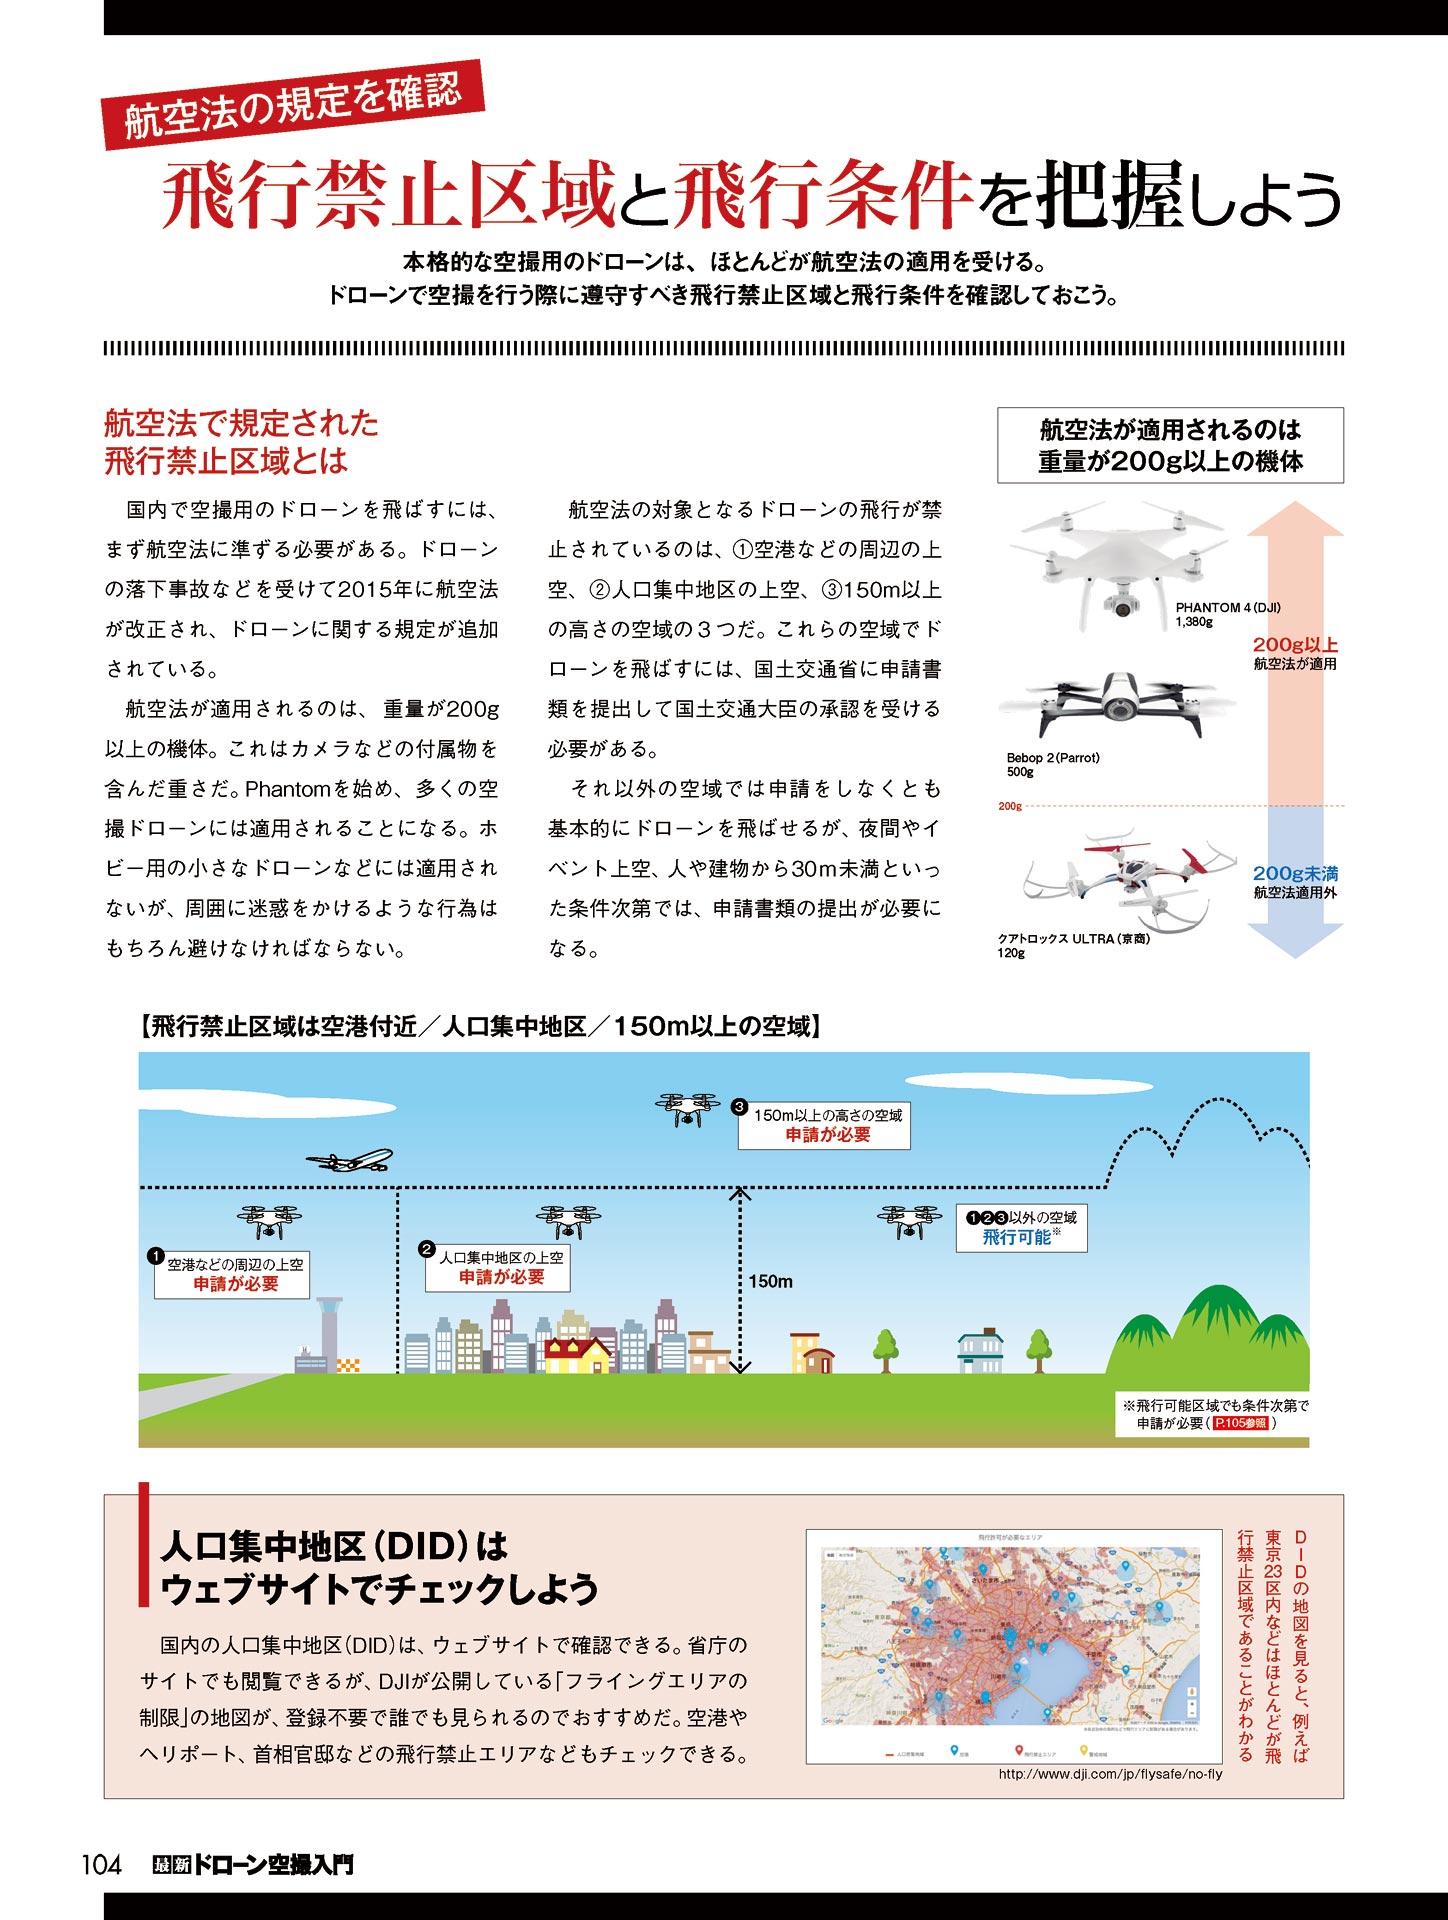 航空法の規定を確認
飛行禁止区域と飛行条件を把握しよう
本格的な空撮用のドローンは、ほとんどが航空法の適用を受ける。
ドローンで空撮を行う際に遵守すべき飛行禁止区域と飛行条件を確認しておこう。
航空法で規定された
飛行禁止区域とは
国内で空撮用のドローンを飛ばすには、
まず航空法に準ずる必要がある。ドローン
の落下事故などを受けて2015年に航空法
が改正され、ドローンに関する規定が追加
されている。
航空法が適用されるのは、重量が200g
以上の機体。これはカメラなどの付属物を
含んだ重さだ。Phantomを始め、多くの空
撮ドローンには適用されることになる。ホ
ビー用の小さなドローンなどには適用され
ないが、周囲に迷惑をかけるような行為は
もちろん避けなければならない。
航空法の対象となるドローンの飛行が禁
止されているのは、①空港などの周辺の上
空、②人口集中地区の上空、③150m以上
の高さの空域の3つだ。これらの空域でド
ローンを飛ばすには、国土交通省に申請書
類を提出して国土交通大臣の承認を受ける
必要がある。
それ以外の空域では申請をしなくとも
基本的にドローンを飛ばせるが、夜間やイ
ベント上空、人や建物から30m未満といっ
た条件次第では、申請書類の提出が必要に
なる。
航空法が適用されるのは
重量が200g以上の機体
PHANTOM 4(DJI)
1,380g
200g以上
航空法が適用
Bebop 2(Parrot)
500g
200g
200g未満
航空法適用外
クアトロックス ULTRA(京商)
120g
【飛行禁止区域は空港付近／人口集中地区／150m以上の空域】
❸ 150m以上の高さの空域
申請が必要
❶ 空港などの周辺の上空
申請が必要
❷ 人口集中地区の上空
申請が必要
❶❷❸以外の空域
飛行可能※
150m
※飛行可能区域でも条件次第で
申請が必要(P.105参照)
人口集中地区(DID)は
ウェブサイトでチェックしよう
国内の人口集中地区(DID)は、ウェブサイトで確認できる。省庁の
サイトでも閲覧できるが、DJIが公開している「フライングエリアの
制限」の地図が、登録不要で誰でも見られるのでおすすめだ。空港や
ヘリポート、首相官邸などの飛行禁止エリアなどもチェックできる。
飛行許可が必要なエリア
さいたま市
川崎市
千葉市
Google
人口密集地域
空港
飛行禁止エリア
警戒地域
http://www.dji.com/jp/flysafe/no-fly
DIDの地図を見ると、例えば
東京23区内などはほとんどが飛
行禁止区域であることがわかる
104 最新ドローン空撮入門